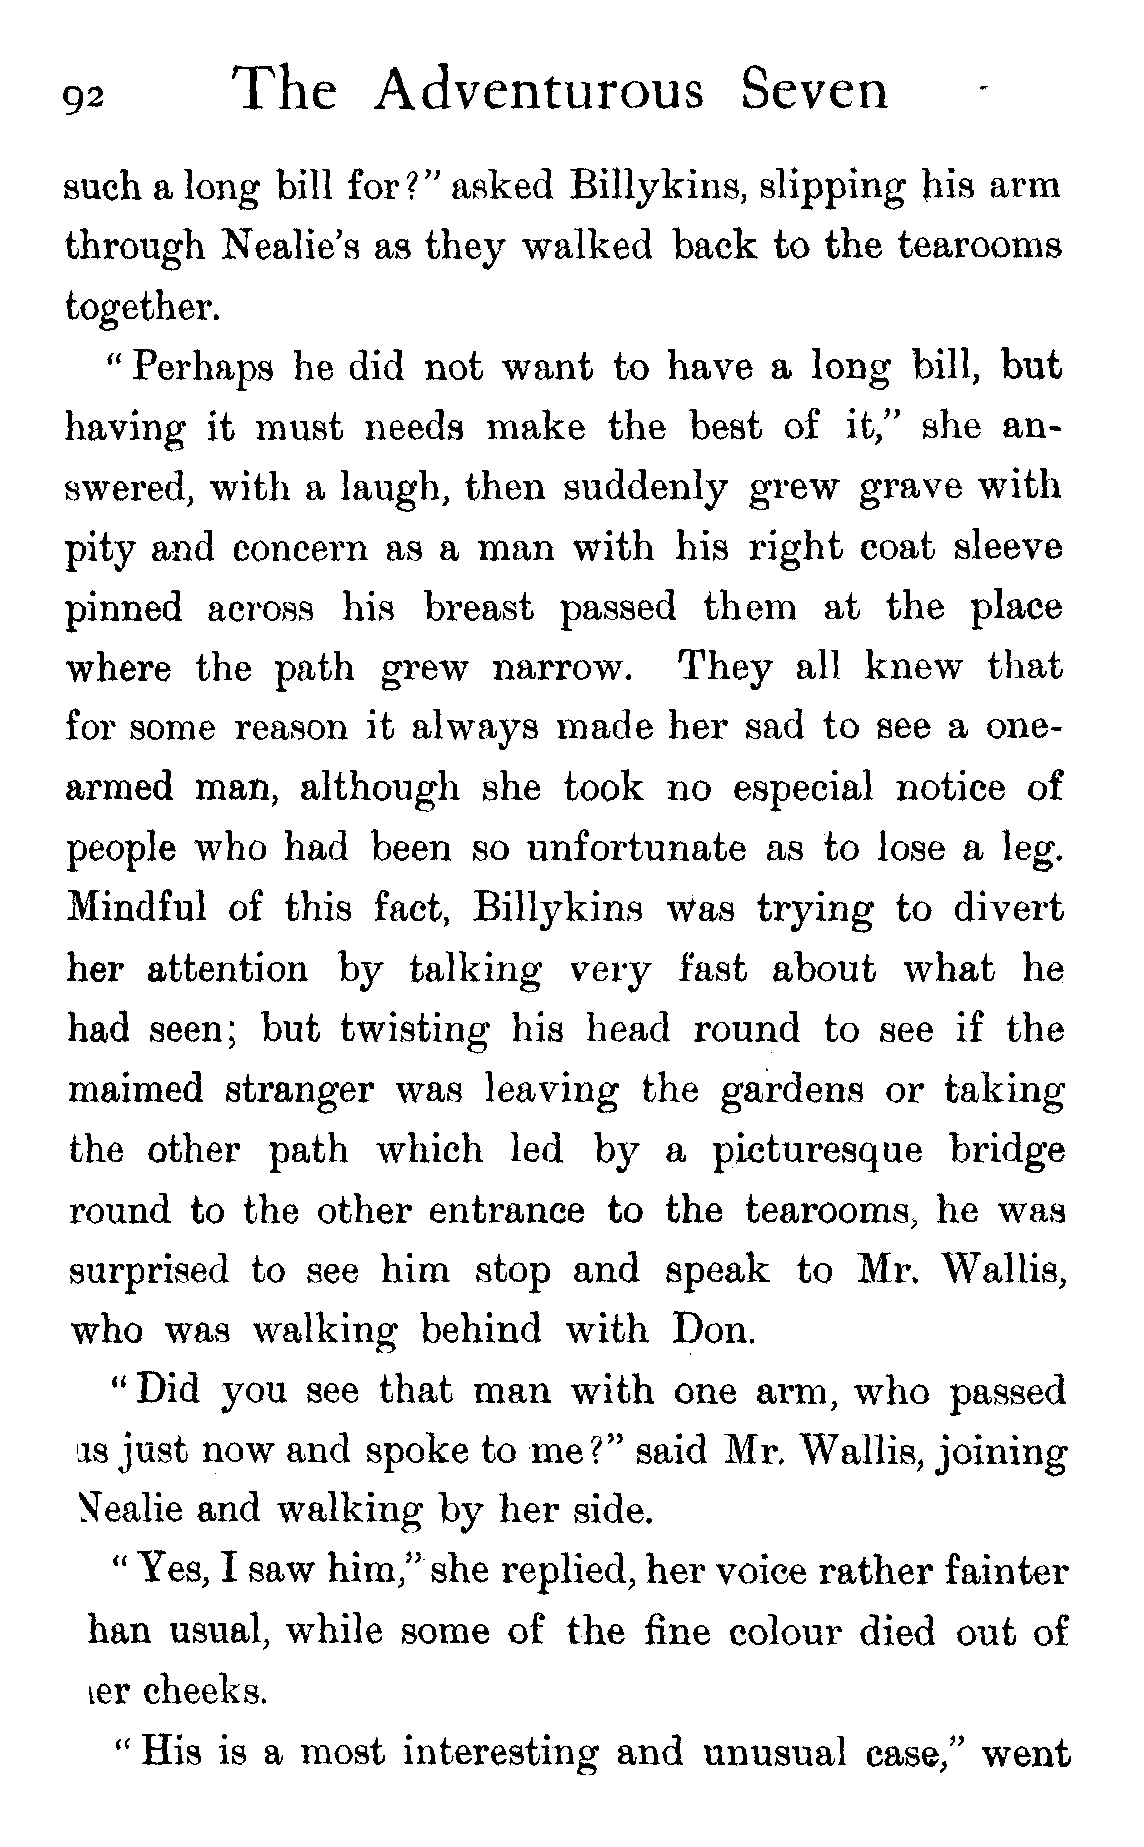 92 The Adventurous Seven
such a long bill for?” asked Billykins, slipping his arm
through Nealie’s as they walked back to the tearooms
together.
“Perhaps he did not want to have a long bill, but
having it must needs make the best of it,” she an-
swered, with a laugh, then suddenly grew grave with
pity and concern as a man with his right coat sleeve
pinned across his breast passed them at the place
where the path grew narrow. They all knew that
for some reason it always made her sad to see a one-
armed man, although she took no especial notice of
people who had been so unfortunate as to lose a leg.
Mindful of this fact, Billykins was trying to divert
her attention by talking very fast about what he
had seen; but twisting his head round to see if the
maimed stranger was leaving the gardens or taking
the other path which led by a picturesque bridge
round to the other entrance to the tearooms, he was
surprised to see him stop and speak to Mr. Wallis,
who was walking behind with Don.
“Did you see that man with one arm, who passed
us just now and spoke to me?” said Mr. Wallis, joining
Nealie and walking by her side.
“Yes, I saw him,” she replied, her voice rather fainter
han usual, while some of the fine colour died out of
her cheeks.
“His is a most interesting and unusual case,” went